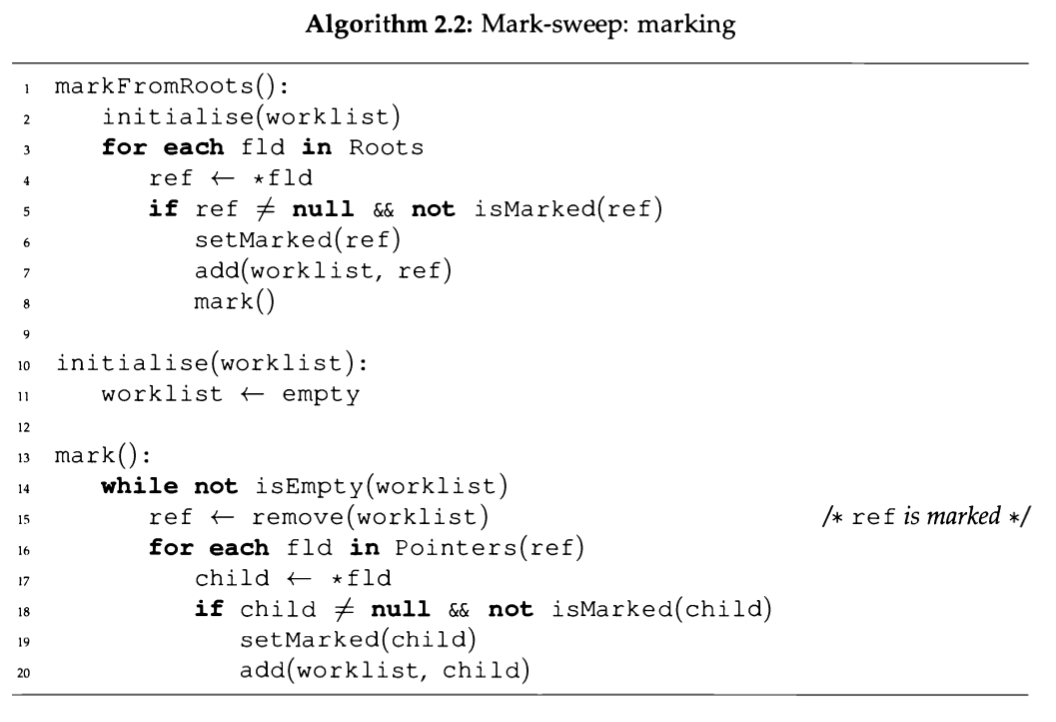 Algorithm 2.2: Mark-sweep: marking
1 markFromRoots():
2 initialise(worklist)
3 for each fld in Roots
4 ref ← *fld
5 if ref ≠ null && not isMarked(ref)
6 setMarked(ref)
7 add(worklist, ref)
8 mark()
9
10 initialise(worklist):
11 worklist ← empty
12
13 mark():
14 while not isEmpty(worklist)
15 ref ← remove(worklist) /* ref is marked */
16 for each fld in Pointers(ref)
17 child ← *fld
18 if child ≠ null && not isMarked(child)
19 setMarked(child)
20 add(worklist, child)